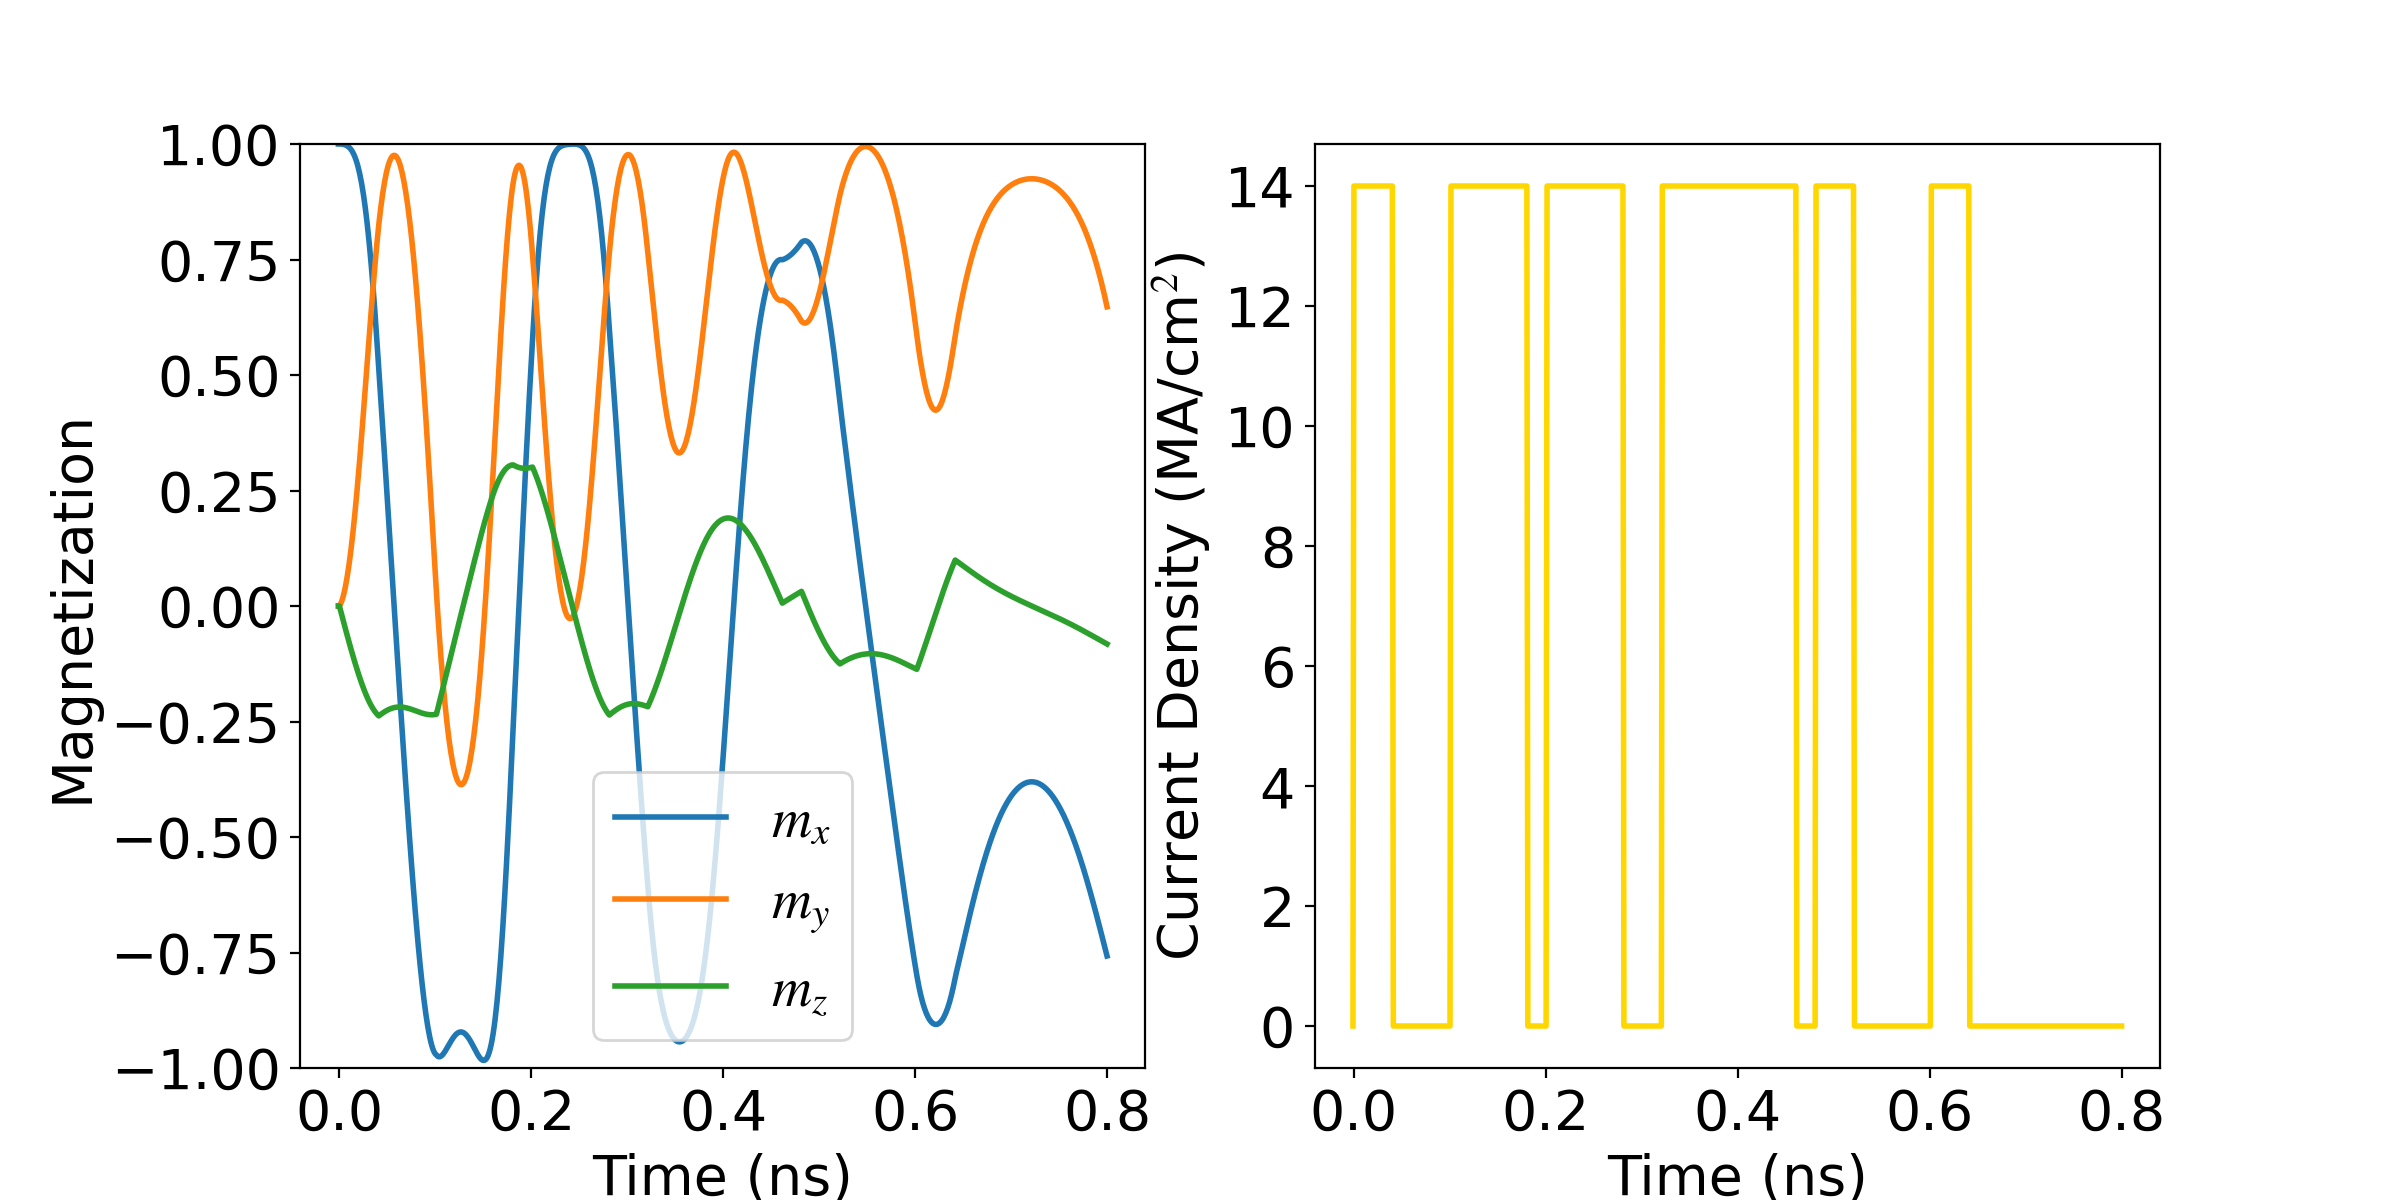 Magnetization
1.00
0.75
0.50
0.25
0.00
−0.25
−0.50
−0.75
−1.00
0.0 0.2 0.4 0.6 0.8
Time (ns)
mₓ
m_y
m_z
Current Density (MA/cm²)
14
12
10
8
6
4
2
0
0.0 0.2 0.4 0.6 0.8
Time (ns)